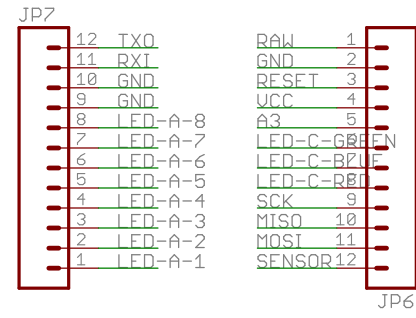 JP7
12 TXO
11 RXI
10 GND
9 GND
8 LED-A-8
7 LED-A-7
6 LED-A-6
5 LED-A-5
4 LED-A-4
3 LED-A-3
2 LED-A-2
1 LED-A-1
RAW 1
GND 2
RESET 3
VCC 4
A3 5
LED-C-GREEN 6
LED-C-BLUE 7
LED-C-RED 8
SCK 9
MISO 10
MOSI 11
SENSOR 12
JP6